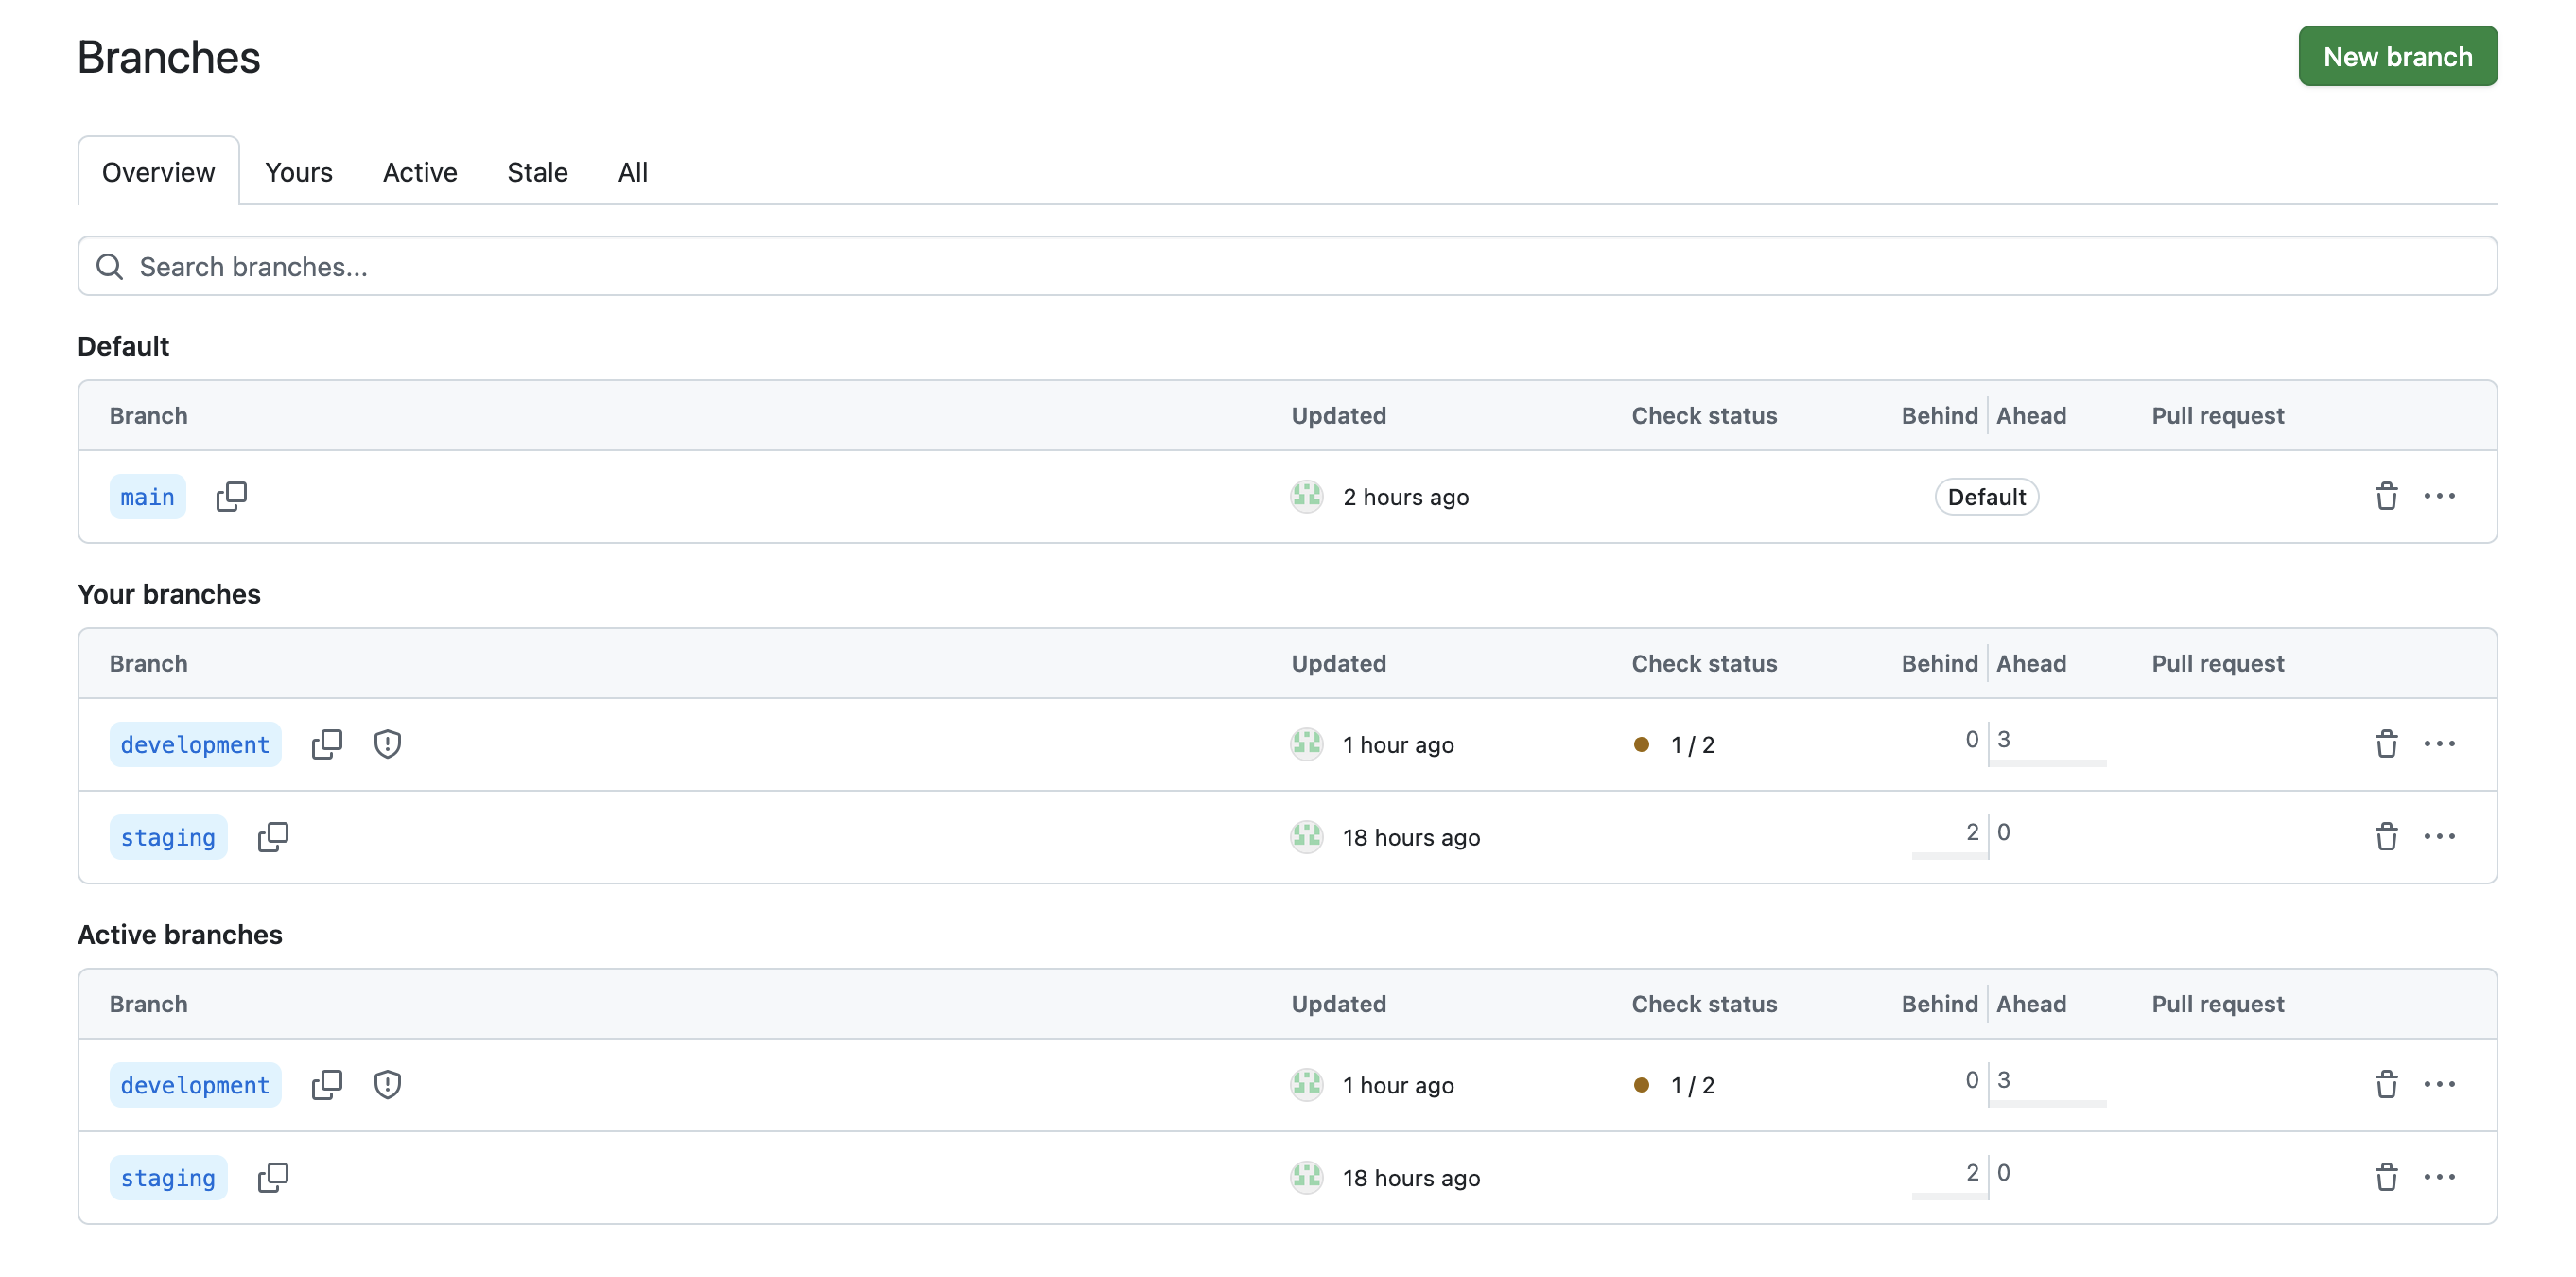 Branches
New branch
Overview Yours Active Stale All
Search branches...
Default
Branch Updated Check status Behind Ahead Pull request
main 2 hours ago Default
Your branches
Branch Updated Check status Behind Ahead Pull request
development 1 hour ago 1 / 2 0 3
staging 18 hours ago 2 0
Active branches
Branch Updated Check status Behind Ahead Pull request
development 1 hour ago 1 / 2 0 3
staging 18 hours ago 2 0